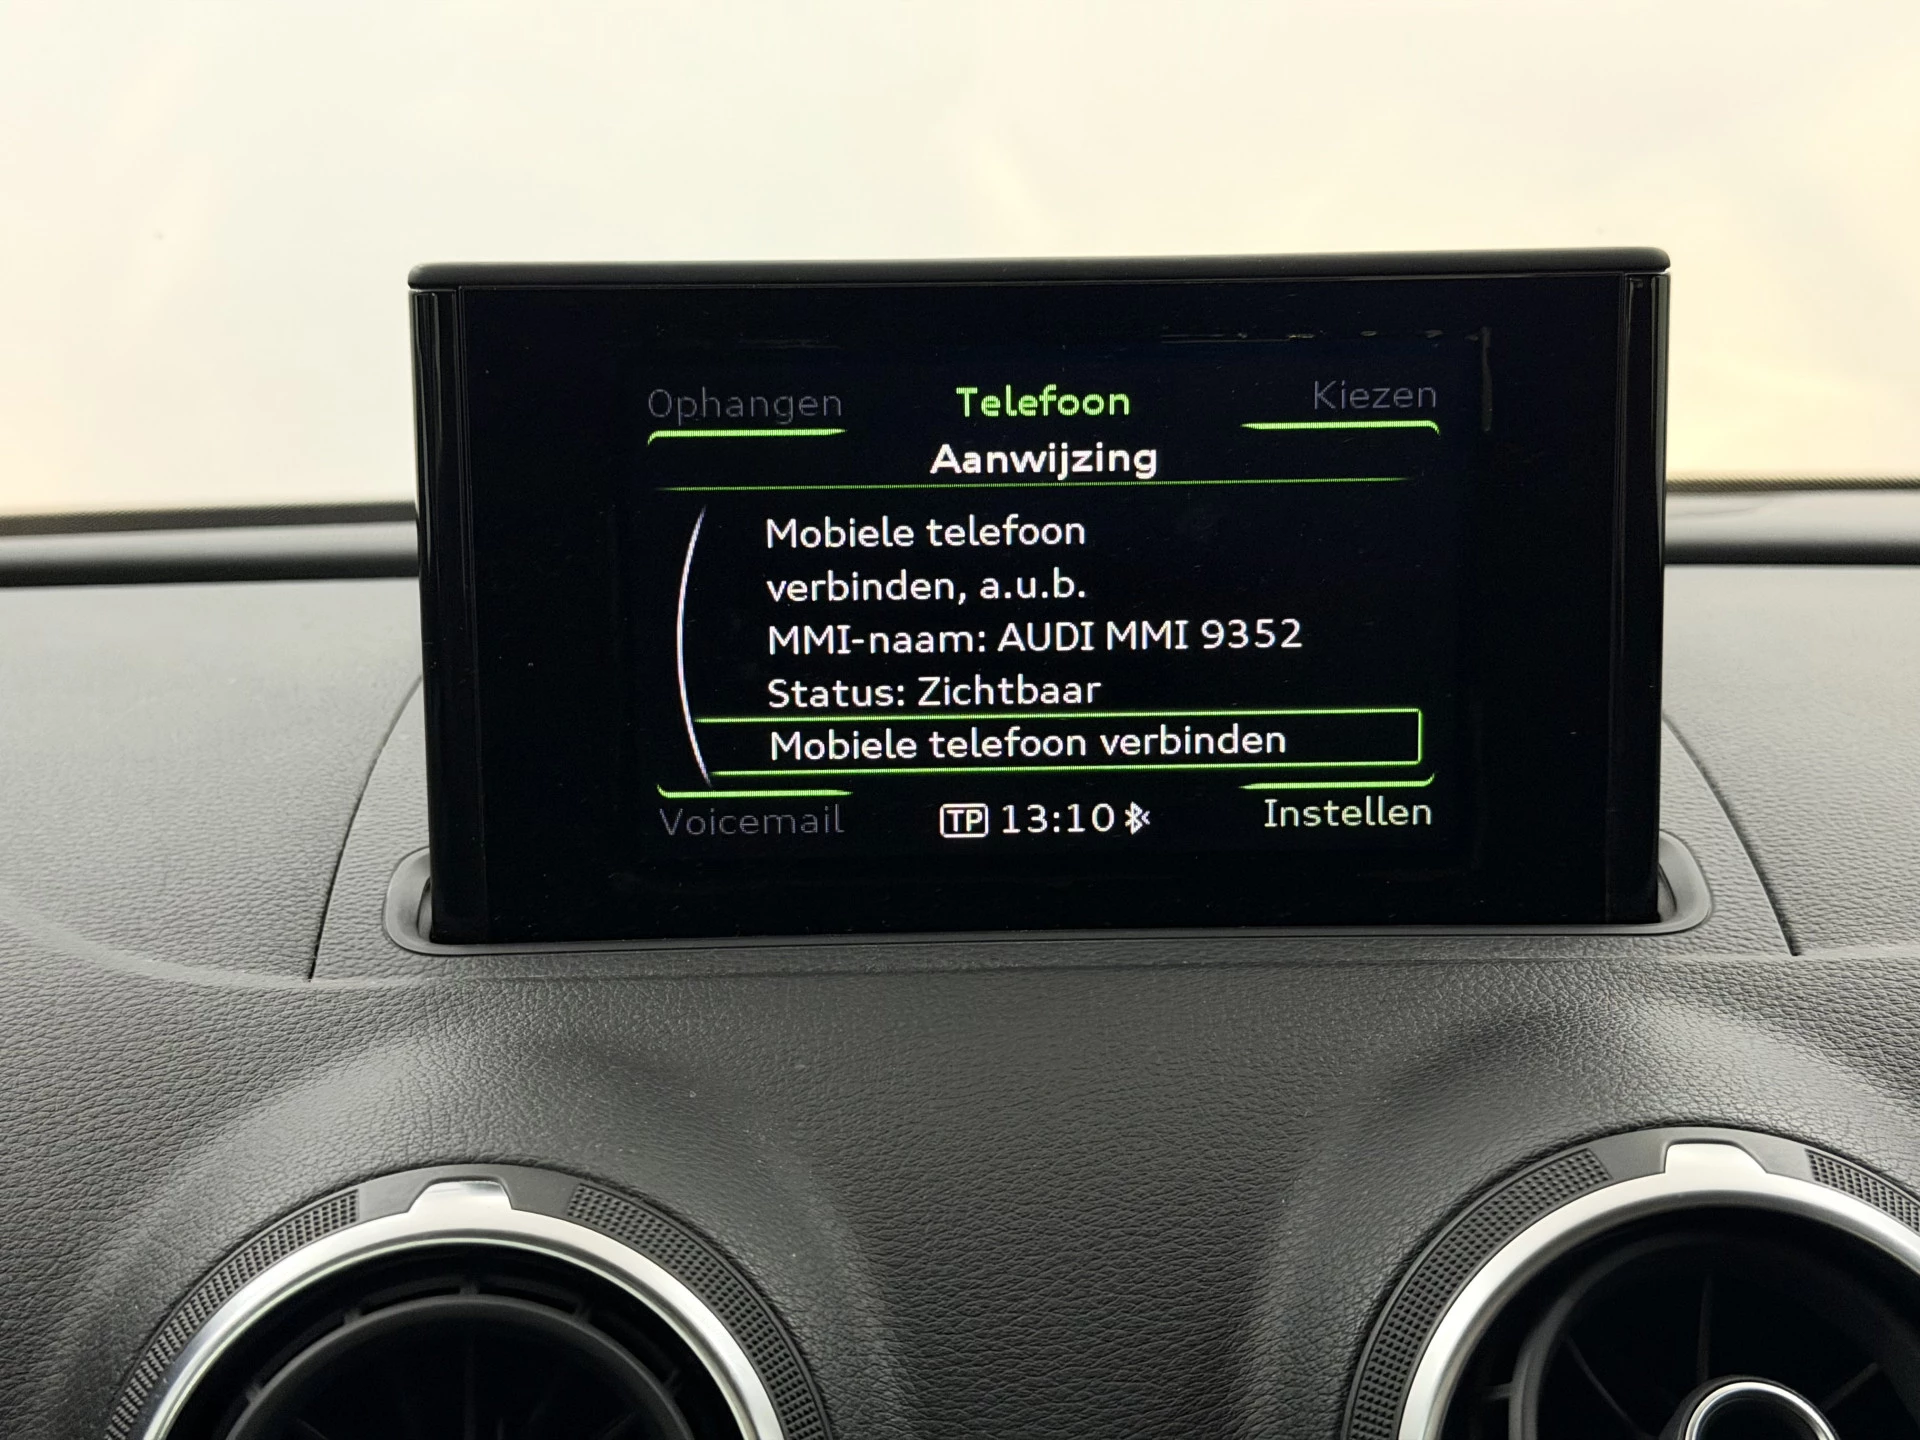 Ophangen Telefoon Kiezen
Aanwijzing
Mobiele telefoon
verbinden, a.u.b.
MMI-naam: AUDI MMI 9352
Status: Zichtbaar
Mobiele telefoon verbinden
Voicemail TP 13:10 Instellen